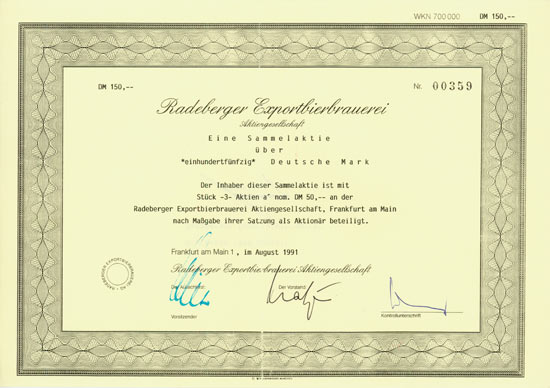 WKN 700 000 DM 150,--
DM 150,-- Nr. 00359
Radeberger Exportbierbrauerei
Aktiengesellschaft
Eine Sammelaktie
über
*einhundertfünfzig* Deutsche Mark
Der Inhaber dieser Sammelaktie ist mit
Stück -3- Aktien a' nom. DM 50,-- an der
Radeberger Exportbierbrauerei Aktiengesellschaft, Frankfurt am Main
nach Maßgabe ihrer Satzung als Aktionär beteiligt.
Frankfurt am Main 1, im August 1991
Radeberger Exportbierbrauerei Aktiengesellschaft
Der Aufsichtsrat Der Vorstand
Vorsitzender Kontrollunterschrift